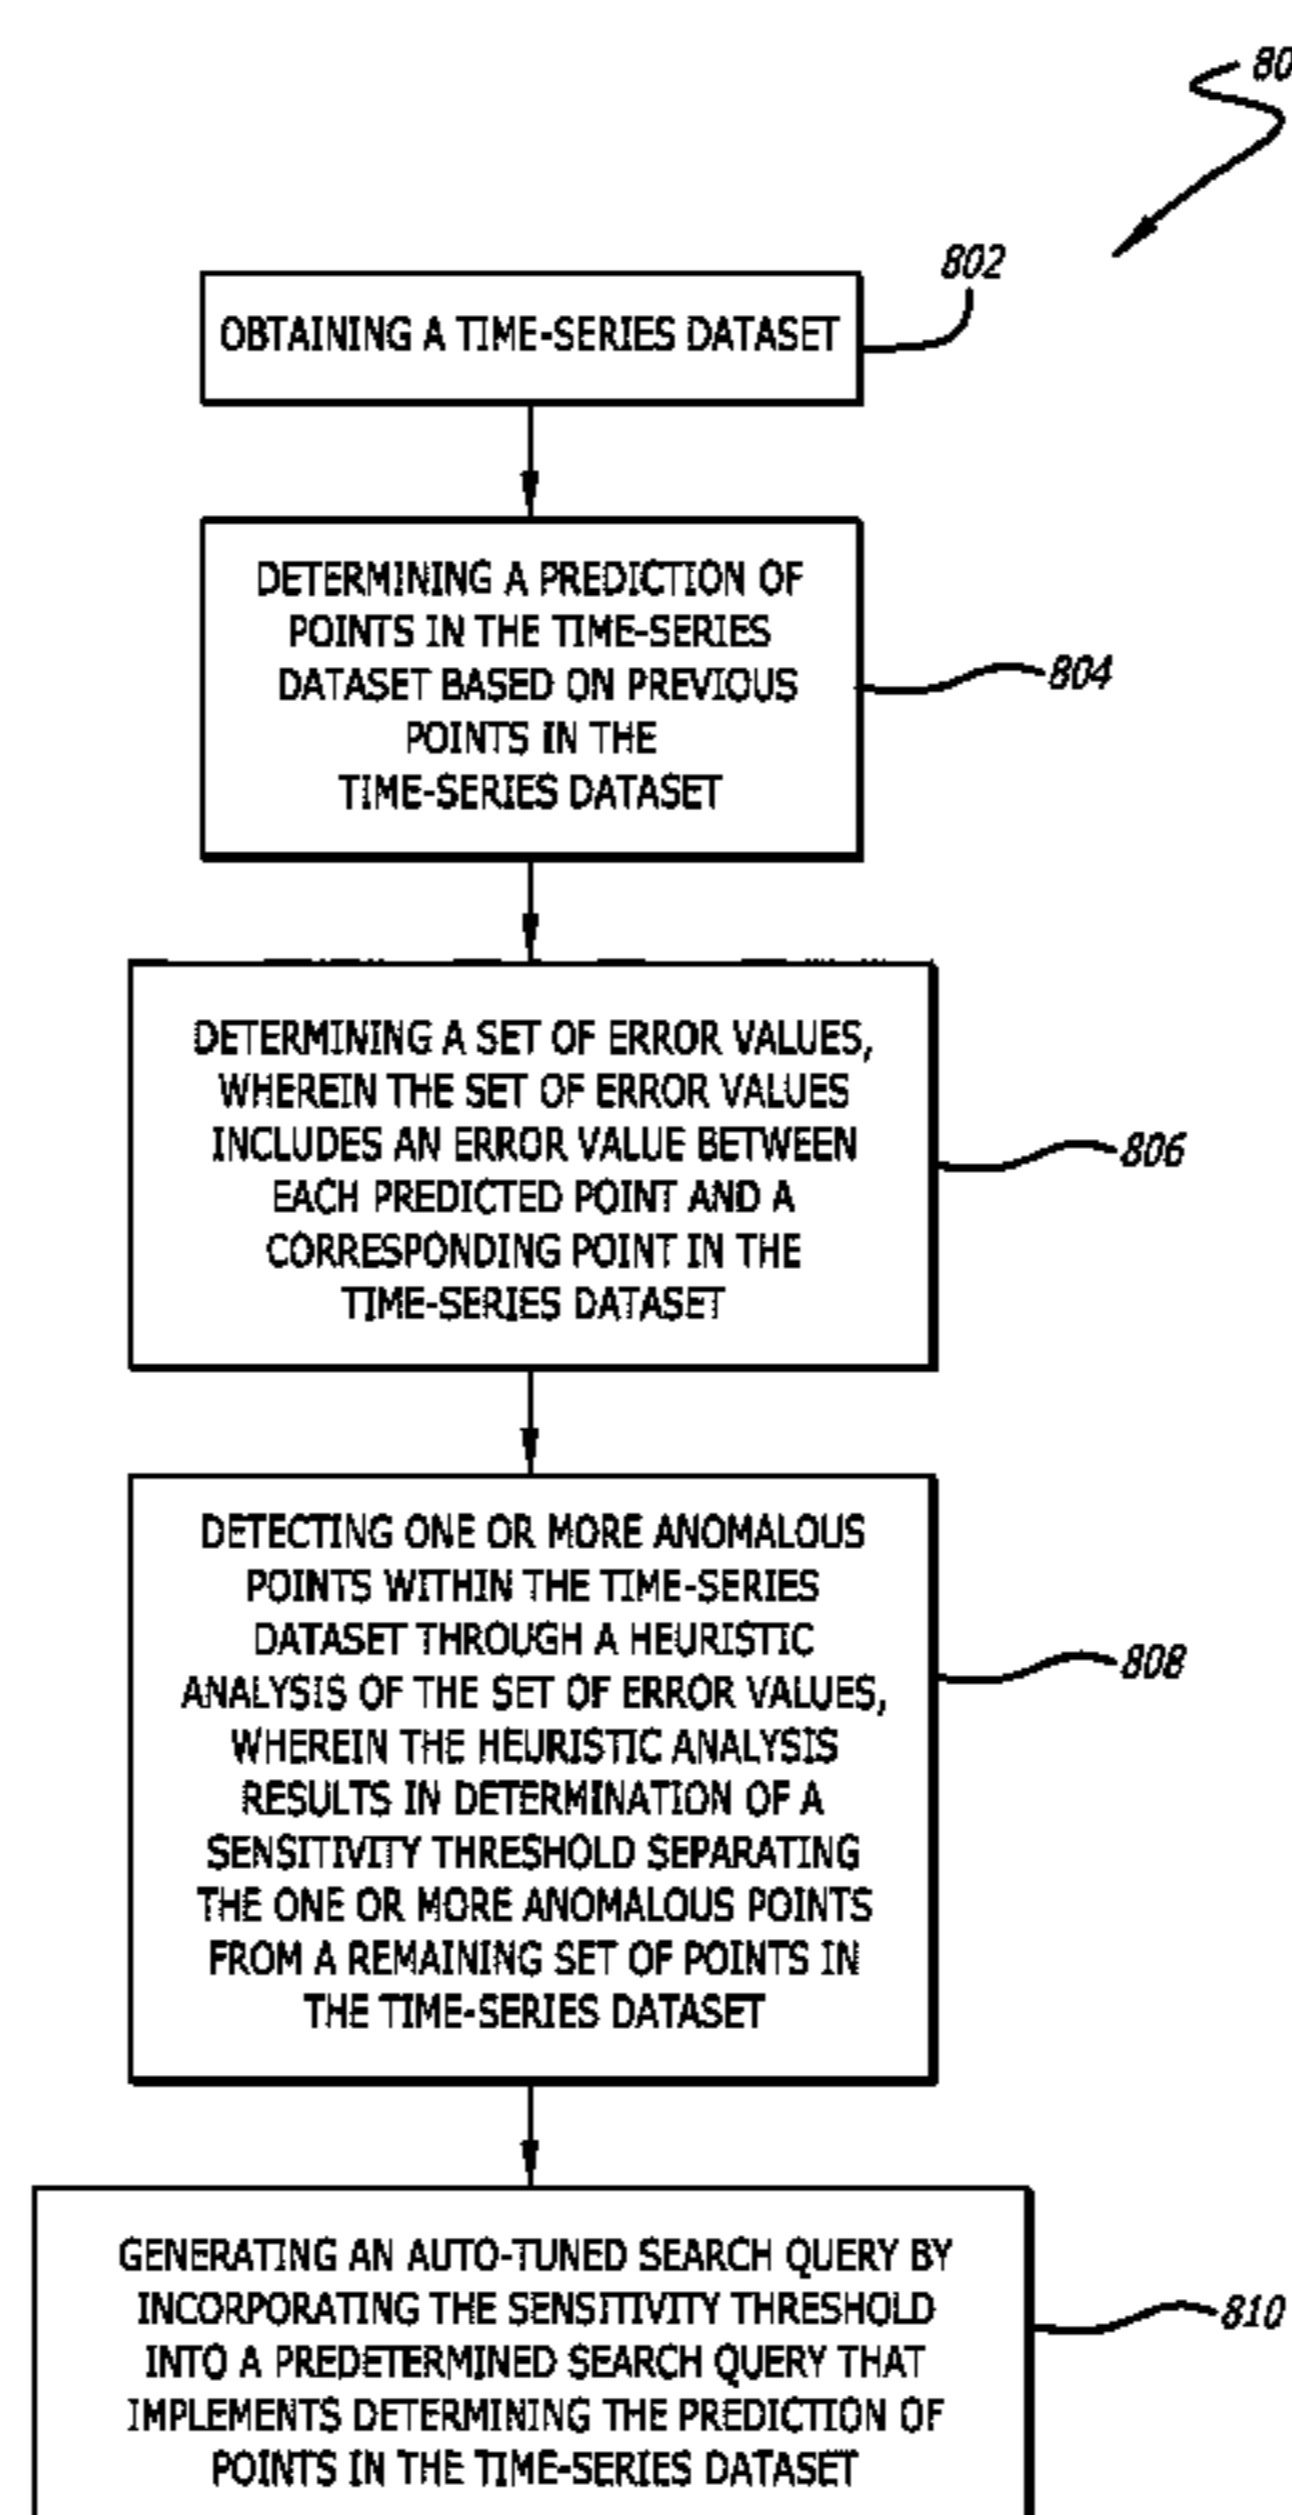 802
OBTAINING A TIME-SERIES DATASET
DETERMINING A PREDICTION OF
POINTS IN THE TIME-SERIES
DATASET BASED ON PREVIOUS
POINTS IN THE
TIME-SERIES DATASET
804
DETERMINING A SET OF ERROR VALUES,
WHEREIN THE SET OF ERROR VALUES
INCLUDES AN ERROR VALUE BETWEEN
EACH PREDICTED POINT AND A
CORRESPONDING POINT IN THE
TIME-SERIES DATASET
806
DETECTING ONE OR MORE ANOMALOUS
POINTS WITHIN THE TIME-SERIES
DATASET THROUGH A HEURISTIC
ANALYSIS OF THE SET OF ERROR VALUES,
WHEREIN THE HEURISTIC ANALYSIS
RESULTS IN DETERMINATION OF A
SENSITIVITY THRESHOLD SEPARATING
THE ONE OR MORE ANOMALOUS POINTS
FROM A REMAINING SET OF POINTS IN
THE TIME-SERIES DATASET
808
GENERATING AN AUTO-TUNED SEARCH QUERY BY
INCORPORATING THE SENSITIVITY THRESHOLD
INTO A PREDETERMINED SEARCH QUERY THAT
IMPLEMENTS DETERMINING THE PREDICTION OF
POINTS IN THE TIME-SERIES DATASET
810